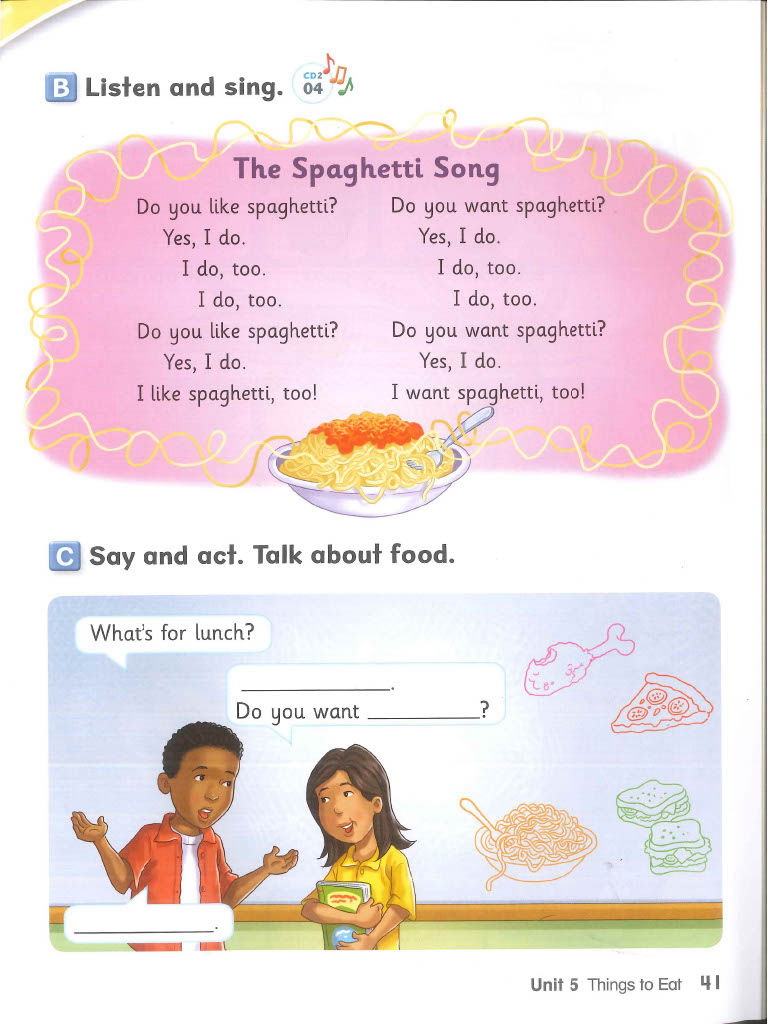 B Listen and sing. CD2 04
The Spaghetti Song
Do you like spaghetti?
Yes, I do.
I do, too.
I do, too.
Do you like spaghetti?
Yes, I do.
I like spaghetti, too!
Do you want spaghetti?
Yes, I do.
I do, too.
I do, too.
Do you want spaghetti?
Yes, I do.
I want spaghetti, too!
C Say and act. Talk about food.
What's for lunch?
____________.
Do you want __________?
____________.
Unit 5 Things to Eat 41